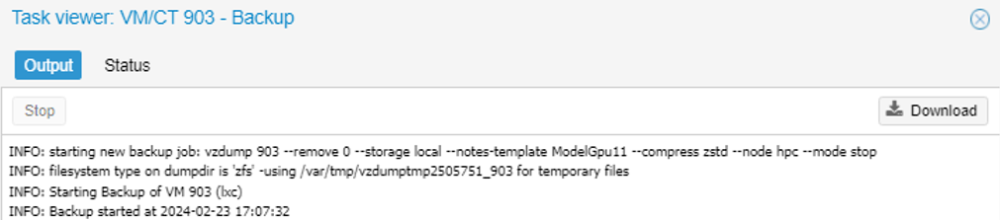 Task viewer: VM/CT 903 - Backup
Output Status
Stop Download
INFO: starting new backup job: vzdump 903 --remove 0 --storage local --notes-template ModelGpu11 --compress zstd --node hpc --mode stop
INFO: filesystem type on dumpdir is 'zfs' -using /var/tmp/vzdumptmp2505751_903 for temporary files
INFO: Starting Backup of VM 903 (lxc)
INFO: Backup started at 2024-02-23 17:07:32